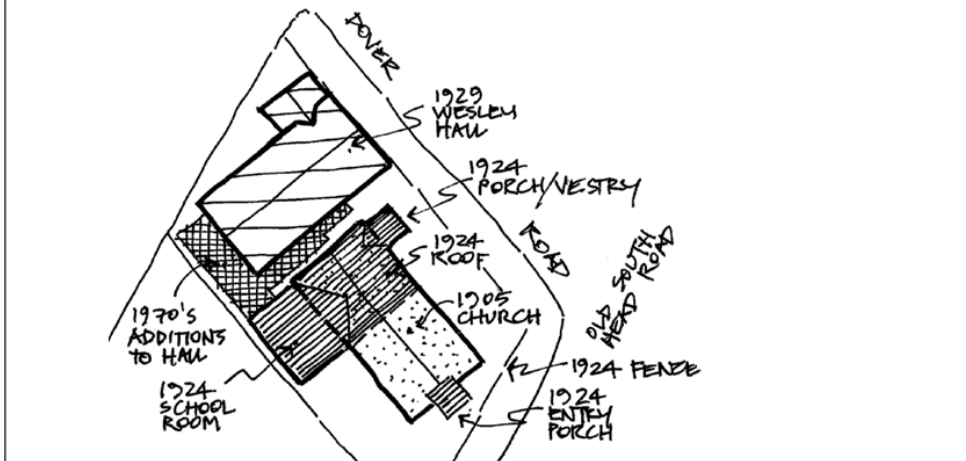 DOVER
ROAD
1929
WESLEY
HALL
1924
PORCH/VESTRY
1924
ROOF
OLD SOUTH
HEAD ROAD
1905
CHURCH
1970'S
ADDITIONS
TO HALL
1924 FENCE
1924
SCHOOL
ROOM
1924
ENTRY
PORCH